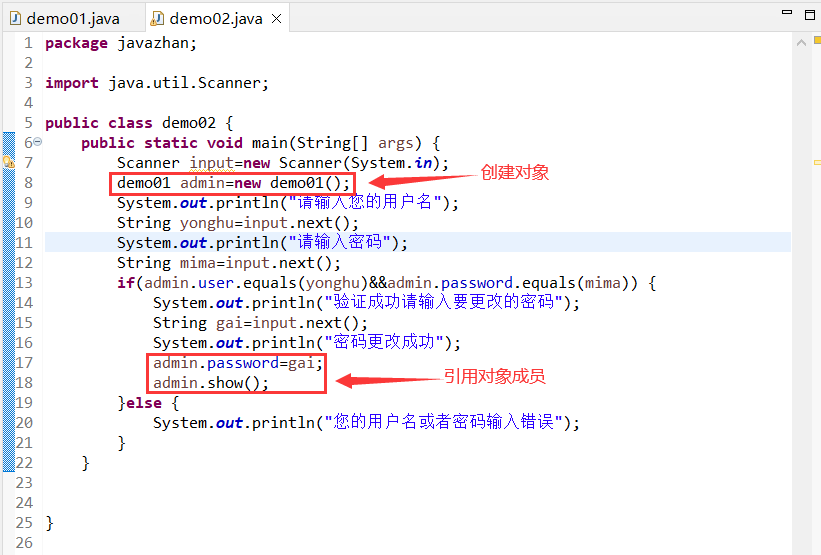 demo01.java demo02.java
1 package javazhan;
2
3 import java.util.Scanner;
4
5 public class demo02 {
6 public static void main(String[] args) {
7 Scanner input=new Scanner(System.in);
8 demo01 admin=new demo01(); 创建对象
9 System.out.println("请输入您的用户名");
10 String yonghu=input.next();
11 System.out.println("请输入密码");
12 String mima=input.next();
13 if(admin.user.equals(yonghu)&&admin.password.equals(mima)) {
14 System.out.println("验证成功请输入要更改的密码");
15 String gai=input.next();
16 System.out.println("密码更改成功");
17 admin.password=gai;
引用对象成员
18 admin.show();
19 }else {
20 System.out.println("您的用户名或者密码输入错误");
21 }
22 }
23
24
25 }
26